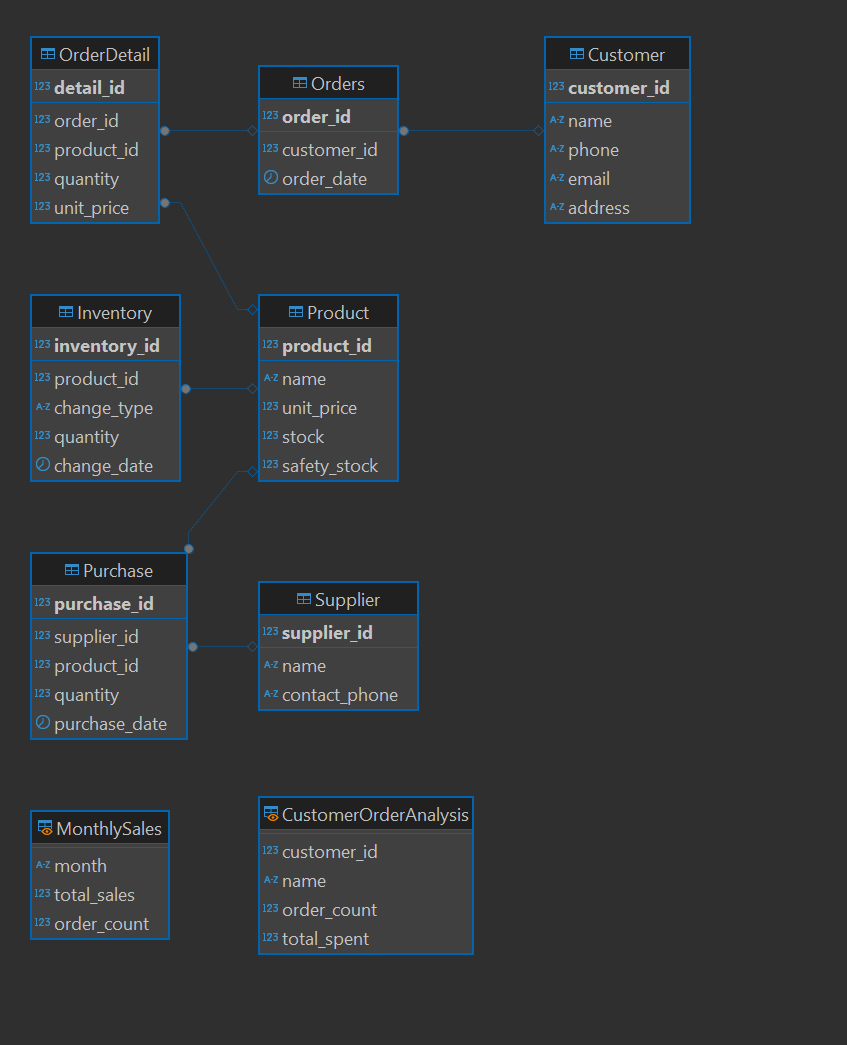 OrderDetail
123 detail_id
123 order_id
123 product_id
123 quantity
123 unit_price
Orders
123 order_id
123 customer_id
order_date
Customer
123 customer_id
A-Z name
A-Z phone
A-Z email
A-Z address
Inventory
123 inventory_id
123 product_id
A-Z change_type
123 quantity
change_date
Product
123 product_id
A-Z name
123 unit_price
123 stock
123 safety_stock
Purchase
123 purchase_id
123 supplier_id
123 product_id
123 quantity
purchase_date
Supplier
123 supplier_id
A-Z name
A-Z contact_phone
MonthlySales
A-Z month
123 total_sales
123 order_count
CustomerOrderAnalysis
123 customer_id
A-Z name
123 order_count
123 total_spent